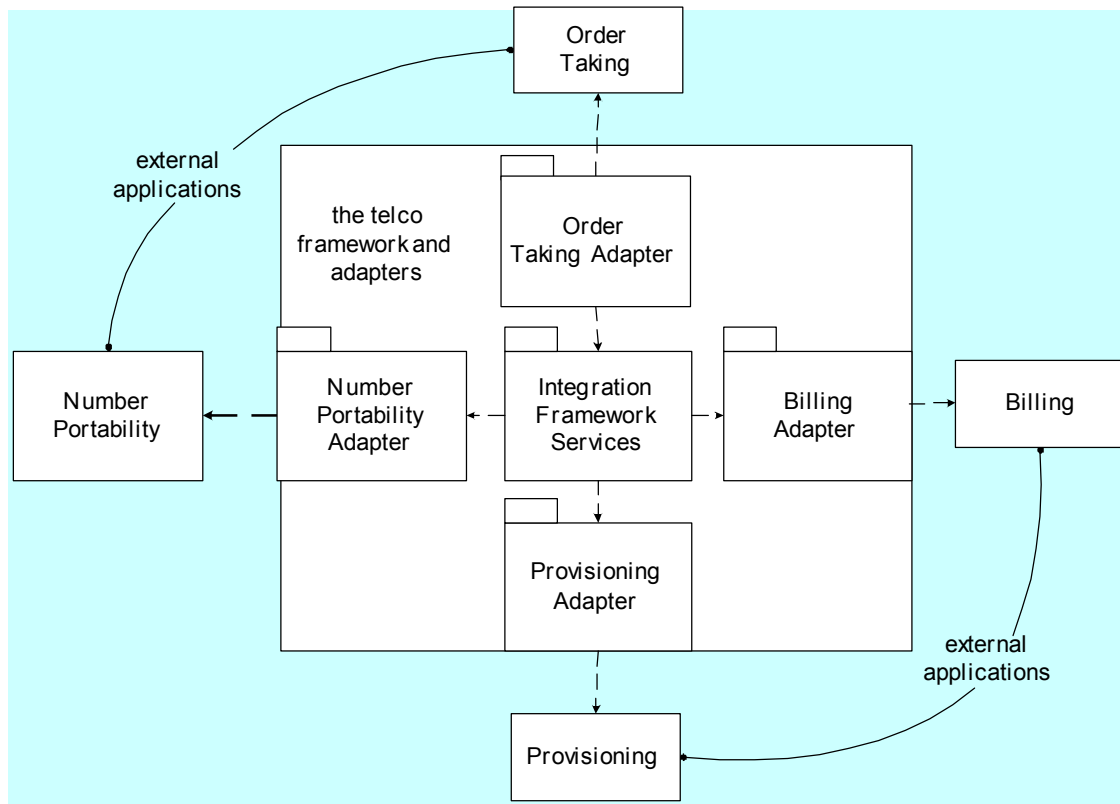 Order
Taking
external
applications
the telco
framework and
adapters
Order
Taking Adapter
Number
Portability
Number
Portability
Adapter
Integration
Framework
Services
Billing
Adapter
Billing
Provisioning
Adapter
external
applications
Provisioning